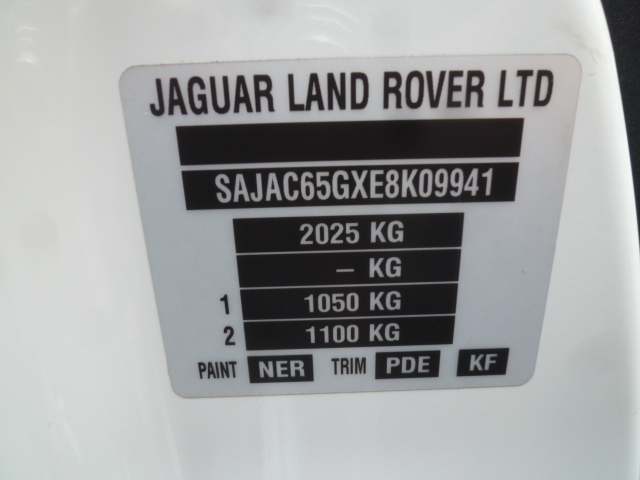 JAGUAR LAND ROVER LTD
SAJAC65GXE8K09941
2025 KG
– KG
1 1050 KG
2 1100 KG
PAINT NER TRIM PDE KF